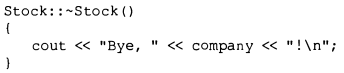 Stock::~Stock()
{
    cout << "Bye, " << company << "!\n";
}